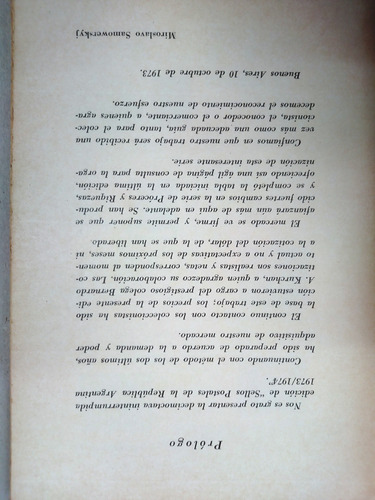 Prólogo
Nos es grato presentar la decimoctava ininterrumpida
edición de "Sellos Postales de la República Argentina
1973/1974".
Continuando con el método de los dos últimos años,
ha sido preparado de acuerdo a la demanda y poder
adquisitivo de nuestro mercado.
El continuo contacto con los coleccionistas ha sido
la base de este trabajo; los precios de la presente edi-
ción estuvieron a cargo del prestigioso colega Bernardo
A. Kurchan, a quien agradezco su colaboración. Las co-
tizaciones son realistas y netas, corresponden al momen-
to actual y no a expectativas de los próximos meses, ni
a la cotización del dolar, de la que se han liberado.
El mercado se ve firme, y permite suponer que se
afianzará aún más de aquí en adelante. Se han produ-
cido fuertes cambios en la serie de Próceres y Riquezas,
y se completó la tabla iniciada en la última edición,
ofreciendo así una ágil página de consulta para la orga-
nización de esta interesante serie.
Confiamos en que nuestro trabajo será recibido una
vez más como una adecuada guía, tanto para el colec-
cionista, el conocedor o el comerciante, a quienes agra-
decemos el reconocimiento de nuestro esfuerzo.
Buenos Aires, 10 de octubre de 1973.
Miroslavo Samowerskyj